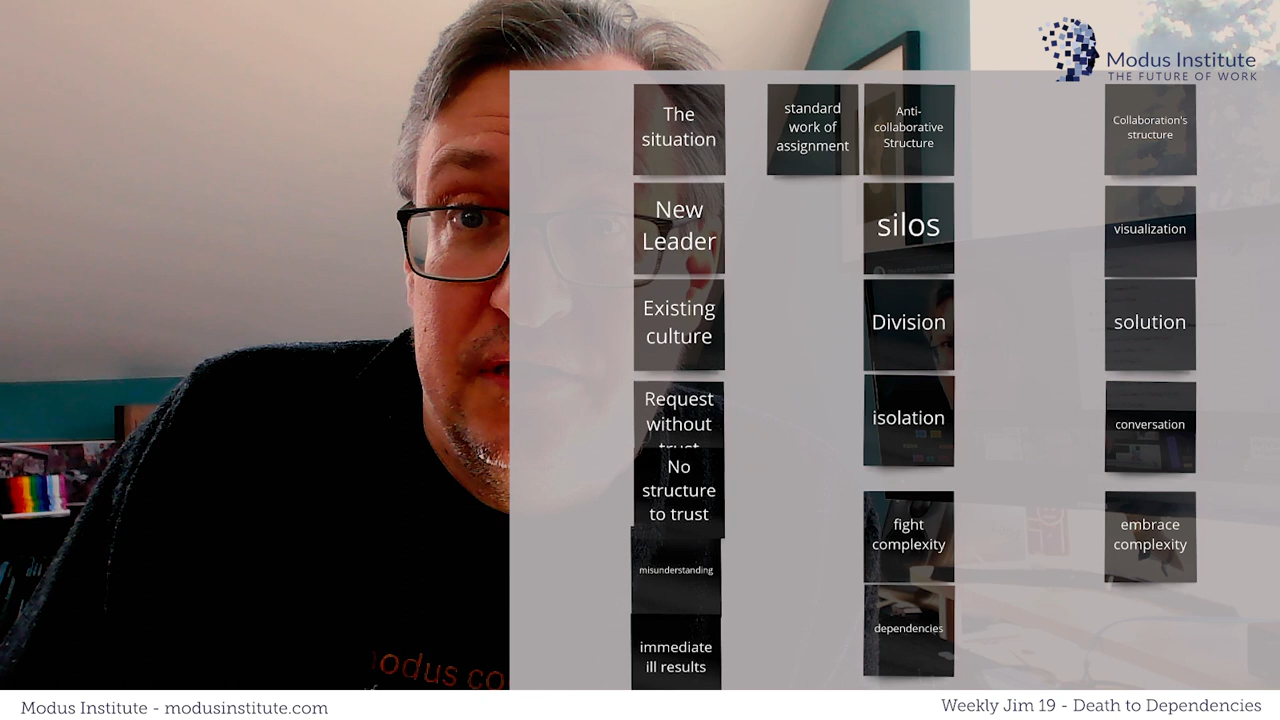 Modus Institute
THE FUTURE OF WORK
The
situation
New
Leader
Existing
culture
Request
without
trust
No
structure
to trust
misunderstanding
immediate
ill results
standard
work of
assignment
Anti-
collaborative
Structure
silos
Division
isolation
fight
complexity
dependencies
Collaboration's
structure
visualization
solution
conversation
embrace
complexity
odus co
Modus Institute - modusinstitute.com
Weekly Jim 19 - Death to Dependencies